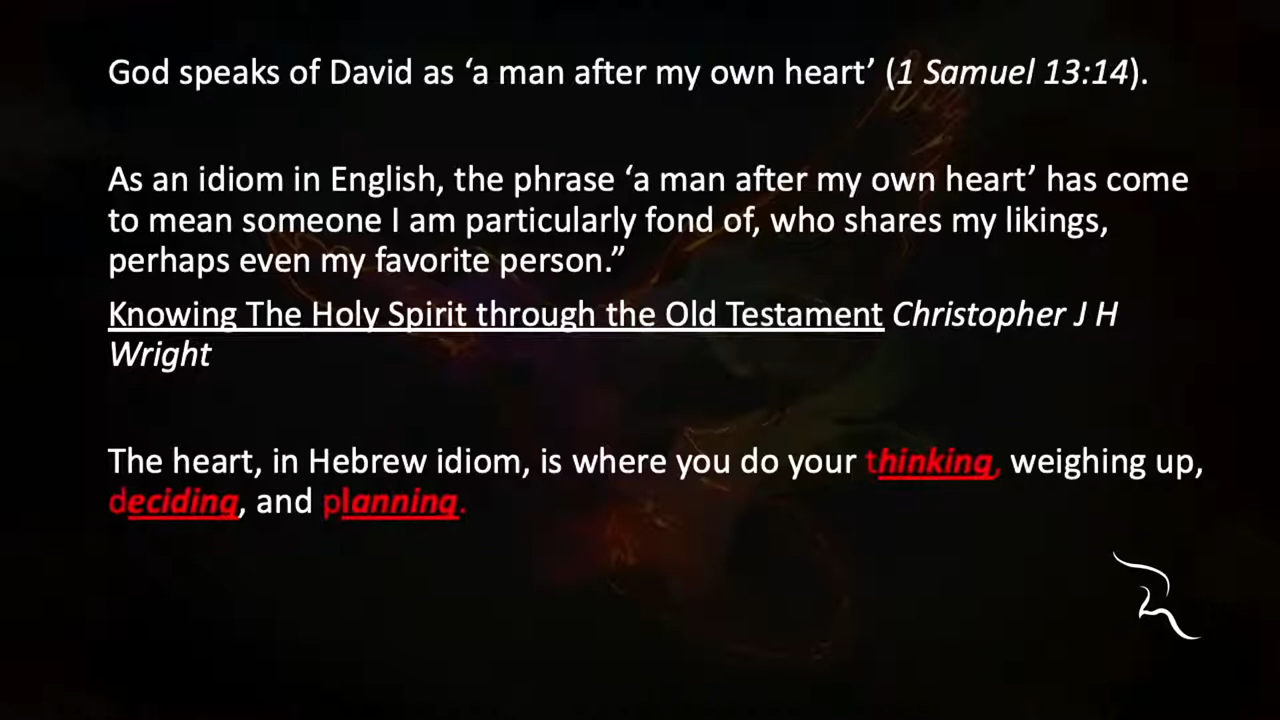 God speaks of David as ‘a man after my own heart’ (1 Samuel 13:14).
As an idiom in English, the phrase ‘a man after my own heart’ has come
to mean someone I am particularly fond of, who shares my likings,
perhaps even my favorite person.”
Knowing The Holy Spirit through the Old Testament Christopher J H
Wright
The heart, in Hebrew idiom, is where you do your thinking, weighing up,
deciding, and planning.